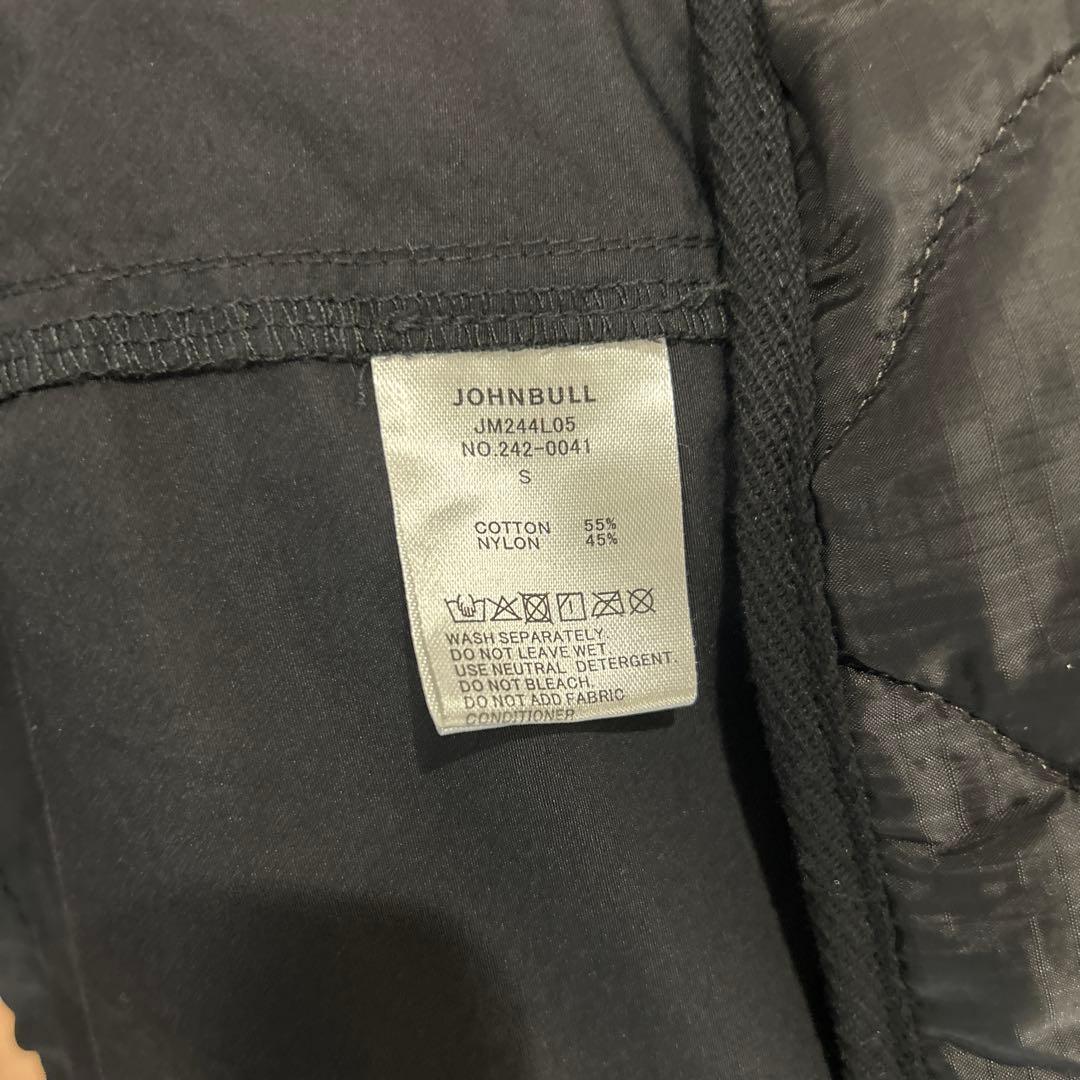 JOHNBULL
JM244L05
NO.242-0041
S
COTTON 55%
NYLON 45%
WASH SEPARATELY.
DO NOT LEAVE WET.
USE NEUTRAL DETERGENT.
DO NOT BLEACH.
DO NOT ADD FABRIC
CONDITIONER.